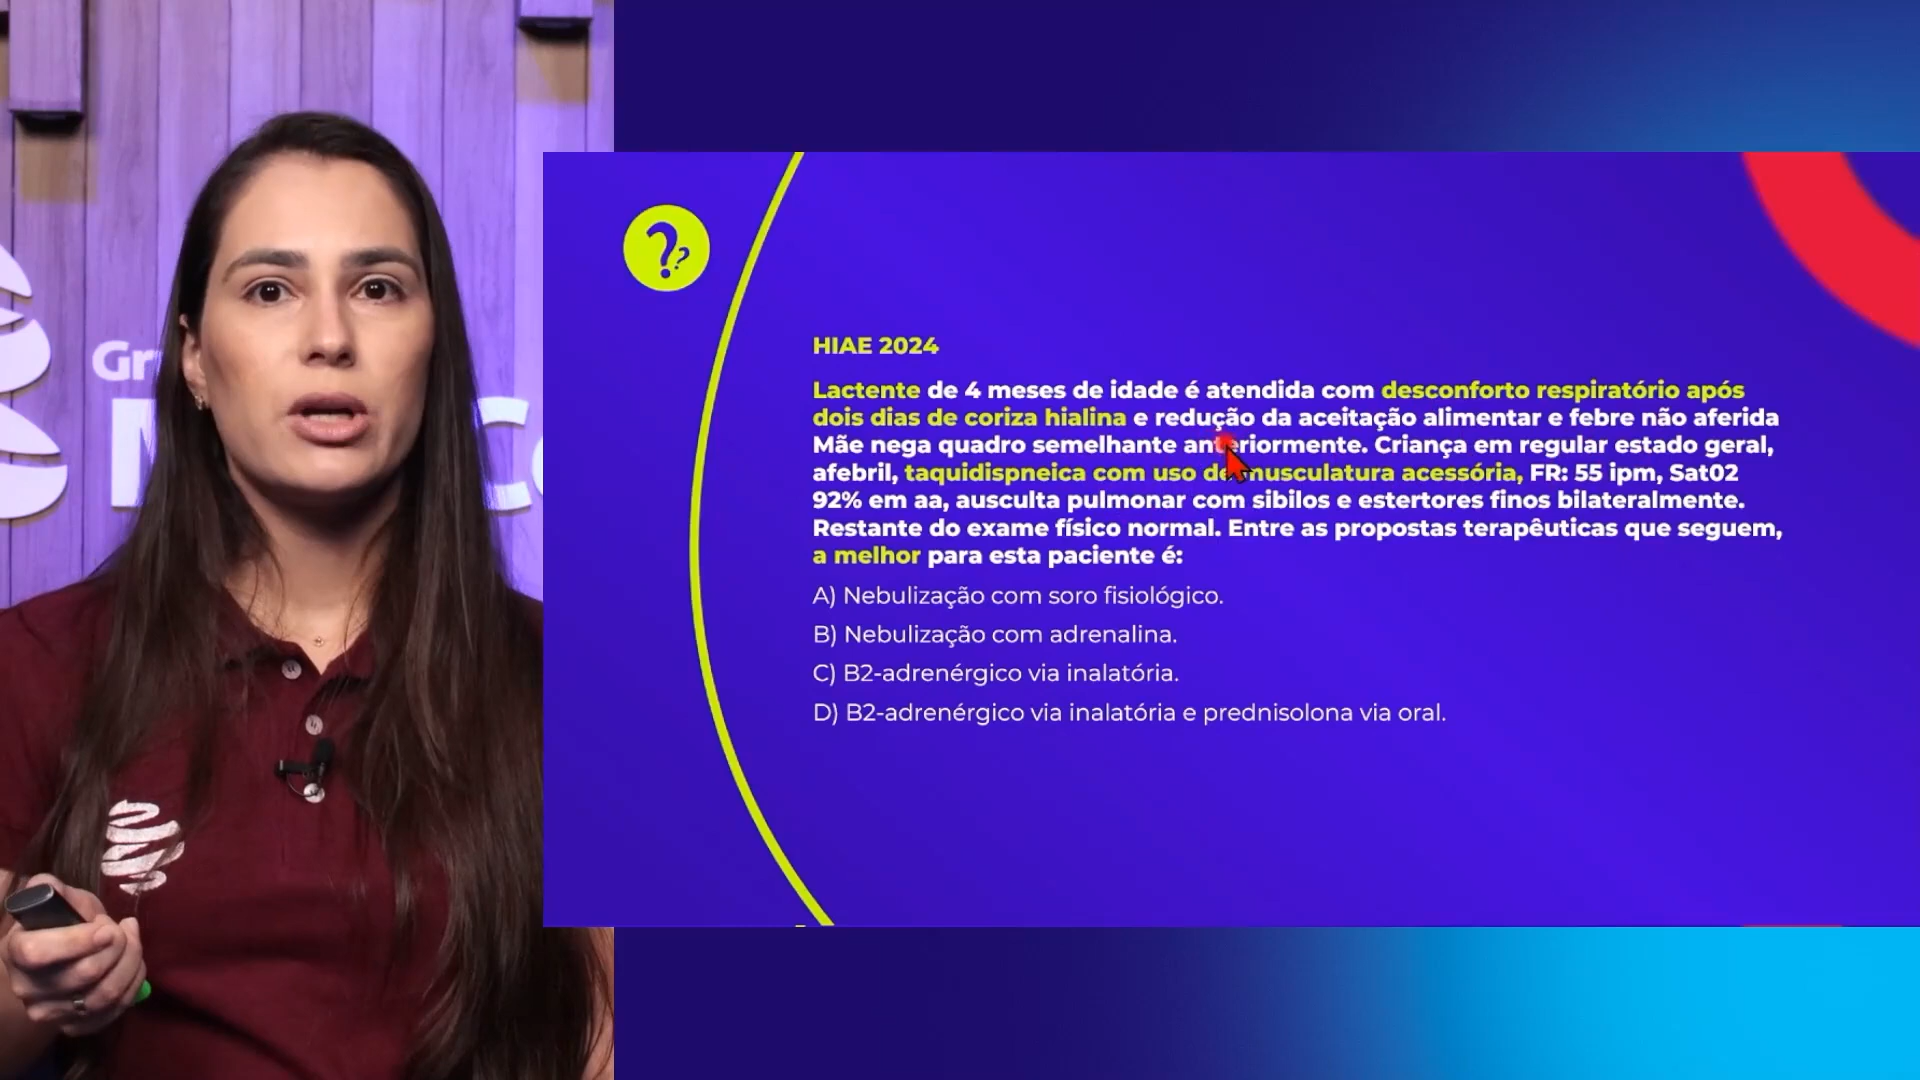 Gr
HIAE 2024
Lactente de 4 meses de idade é atendida com desconforto respiratório após
dois dias de coriza hialina e redução da aceitação alimentar e febre não aferida
Mãe nega quadro semelhante anteriormente. Criança em regular estado geral,
afebril, taquidispneica com uso de musculatura acessória, FR: 55 ipm, Sat02
92% em aa, ausculta pulmonar com sibilos e estertores finos bilateralmente.
Restante do exame físico normal. Entre as propostas terapêuticas que seguem,
a melhor para esta paciente é:
A) Nebulização com soro fisiológico.
B) Nebulização com adrenalina.
C) B2-adrenérgico via inalatória.
D) B2-adrenérgico via inalatória e prednisolona via oral.